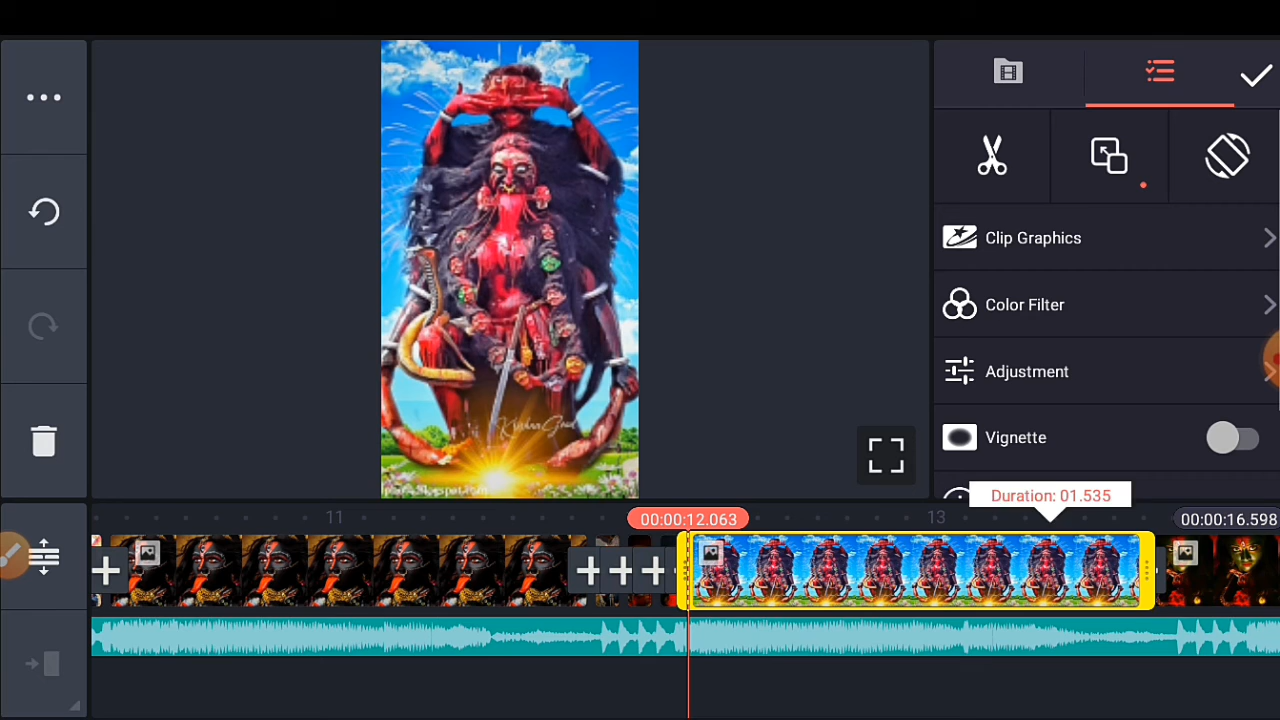 Clip Graphics
Color Filter
Adjustment
Vignette
Duration: 01.535
11
00:00:12.063
13
00:00:16.598